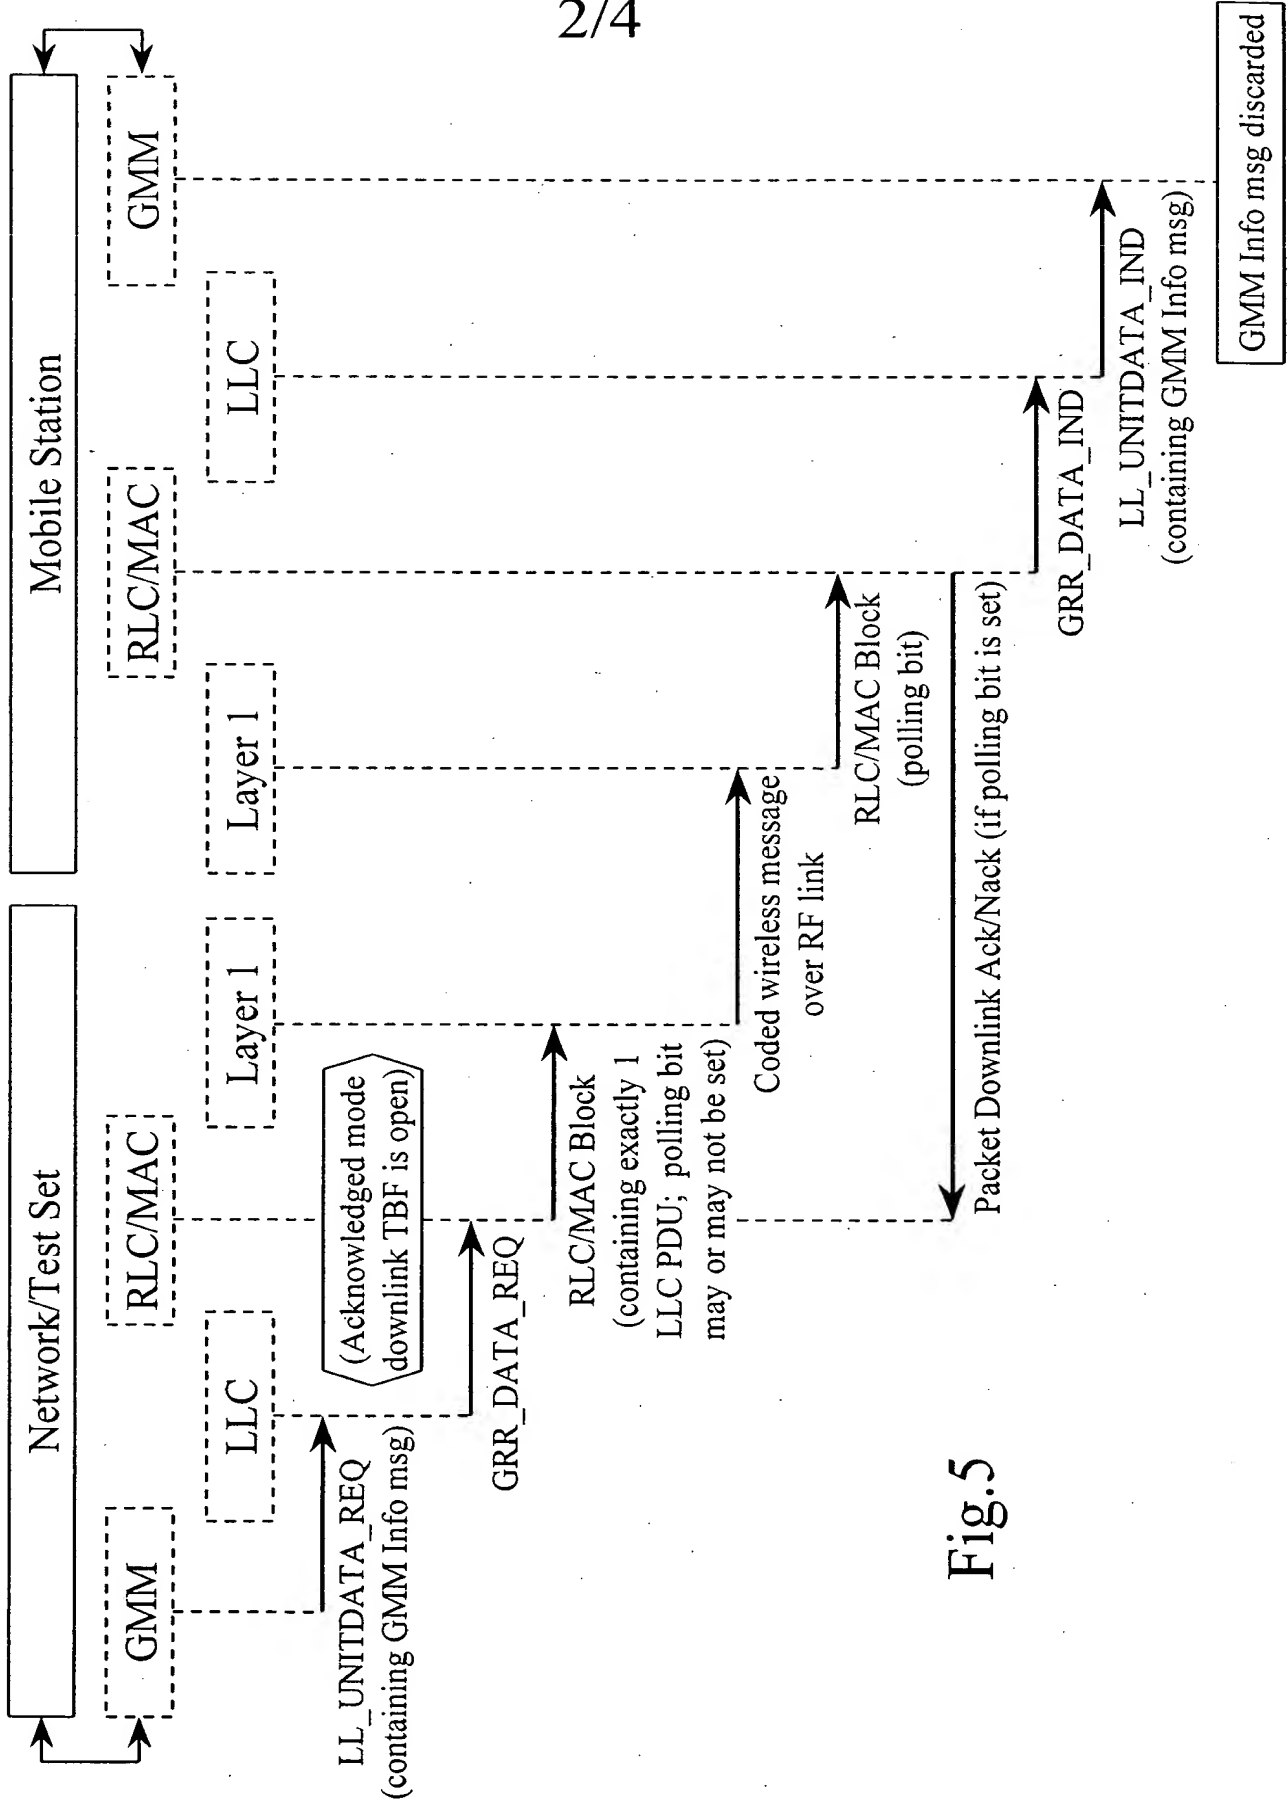 2/4
Network/Test Set
Mobile Station
GMM
LLC
RLC/MAC
Layer 1
Layer 1
RLC/MAC
LLC
GMM
LL_UNITDATA_REQ
(containing GMM Info msg)
(Acknowledged mode
downlink TBF is open)
GRR_DATA_REQ
RLC/MAC Block
(containing exactly 1
LLC PDU; polling bit
may or may not be set)
Coded wireless message
over RF link
RLC/MAC Block
(polling bit)
Packet Downlink Ack/Nack (if polling bit is set)
GRR_DATA_IND
LL_UNITDATA_IND
(containing GMM Info msg)
GMM Info msg discarded
Fig.5